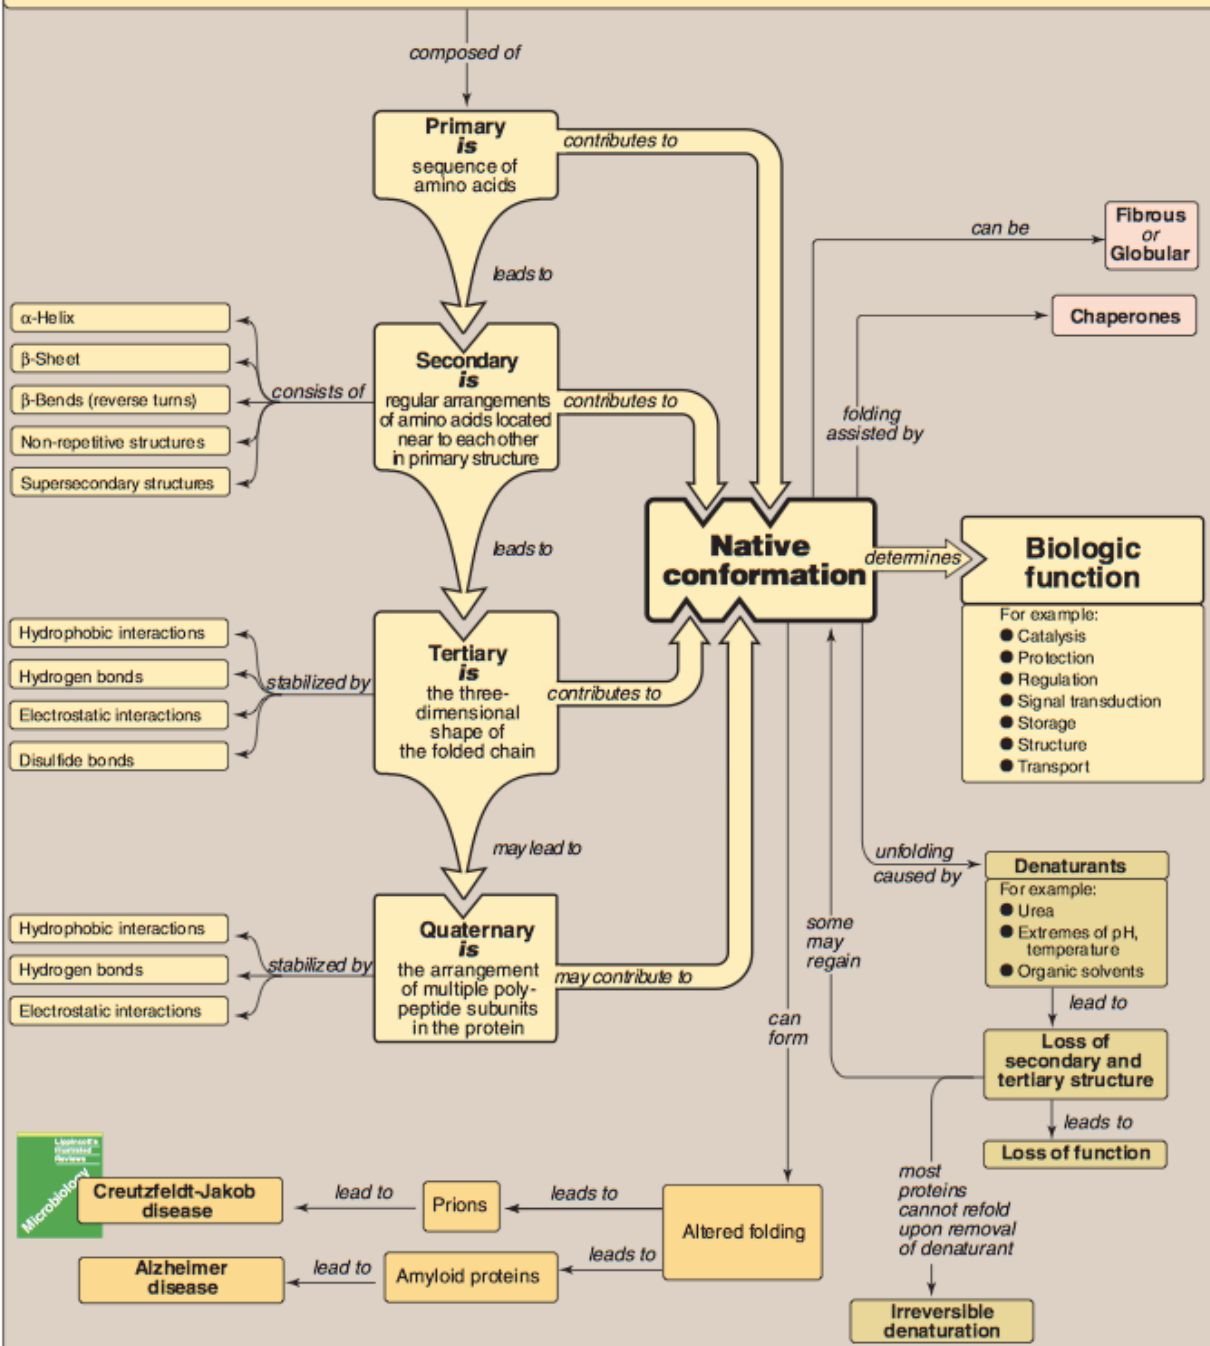 composed of
Primary
is
sequence of
amino acids
contributes to
leads to
can be
Fibrous
or
Globular
Chaperones
folding
assisted by
α-Helix
β-Sheet
β-Bends (reverse turns)
Non-repetitive structures
Supersecondary structures
consists of
Secondary
is
regular arrangements
of amino acids located
near to each other
in primary structure
contributes to
leads to
Native
conformation
determines
Biologic
function
For example:
● Catalysis
● Protection
● Regulation
● Signal transduction
● Storage
● Structure
● Transport
Hydrophobic interactions
Hydrogen bonds
Electrostatic interactions
Disulfide bonds
stabilized by
Tertiary
is
the three-
dimensional
shape of
the folded chain
contributes to
may lead to
unfolding
caused by
Denaturants
For example:
● Urea
● Extremes of pH,
temperature
● Organic solvents
some
may
regain
Hydrophobic interactions
Hydrogen bonds
Electrostatic interactions
stabilized by
Quaternary
is
the arrangement
of multiple poly-
peptide subunits
in the protein
may contribute to
can
form
lead to
Loss of
secondary and
tertiary structure
leads to
Loss of function
most
proteins
cannot refold
upon removal
of denaturant
Irreversible
denaturation
Lippincott's
Illustrated
Reviews
Microbiology
Creutzfeldt-Jakob
disease
lead to
Prions
leads to
Altered folding
Alzheimer
disease
lead to
Amyloid proteins
leads to